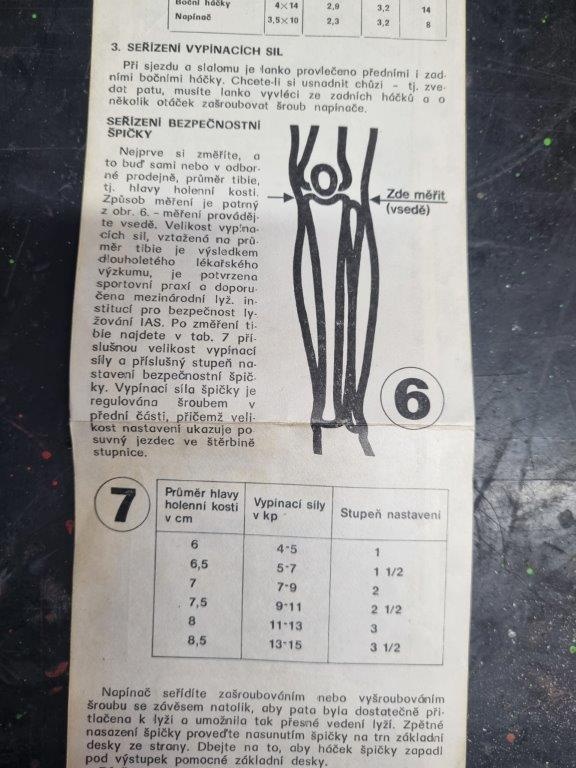 Boční háčky 4×14 2,9 3,2 14
Napínač 3,5×10 2,3 3,2 8
3. SEŘÍZENÍ VYPÍNACÍCH SIL
Při sjezdu a slalomu je lanko provlečeno předními i zad-
ními bočními háčky. Chcete-li si usnadnit chůzi - tj. zve-
dat patu, musíte lanko vyvléci ze zadních háčků a o
několik otáček zašroubovat šroub napínače.
SEŘÍZENÍ BEZPEČNOSTNÍ
ŠPIČKY
Nejprve si změříte, a
to buď sami nebo v odbor-
né prodejně, průměr tibie,
tj. hlavy holenní kosti.
Způsob měření je patrný
z obr. 6. - měření prováděj-
te vsedě. Velikost vypína-
cích sil, vztažená na prů-
měr tibie je výsledkem
dlouholetého lékařského
výzkumu, je potvrzena
sportovní praxí a doporu-
čena mezinárodní lyž. in-
stitucí pro bezpečnost ly-
žování IAS. Po změření ti-
bie najdete v tab. 7 pří-
slušnou velikost vypínací
síly a příslušný stupeň na-
stavení bezpečnostní špič-
ky. Vypínací síla špičky je
regulována šroubem v
přední části, přičemž veli-
kost nastavení ukazuje po-
suvný jezdec ve štěrbině
stupnice.
Zde měřit
(vsedě)
6
7
Průměr hlavy
holenní kosti
v cm
Vypínací síly
v kp
Stupeň nastavení
6 4-5 1
6,5 5-7 1 1/2
7 7-9 2
7,5 9-11 2 1/2
8 11-13 3
8,5 13-15 3 1/2
Napínač seřídíte zašroubováním nebo vyšroubováním
šroubu se závěsem natolik, aby pata byla dostatečně při-
tlačena k lyži a umožnila tak přesné vedení lyží. Zpětné
nasazení špičky proveďte nasunutím špičky na trn základní
desky ze strany. Dbejte na to, aby háček špičky zapadl
pod výstupek pomocné základní desky.